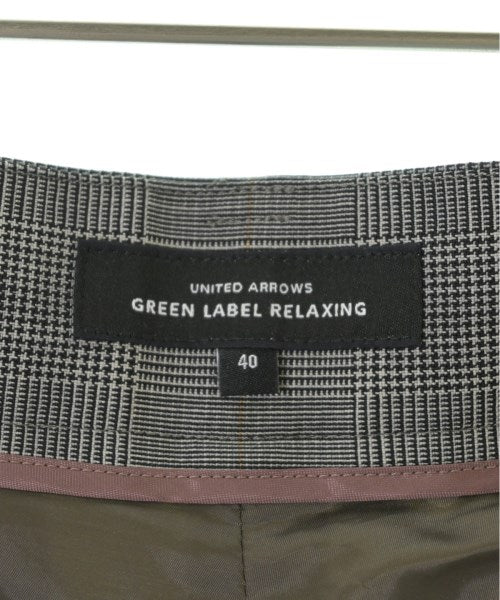 UNITED ARROWS
GREEN LABEL RELAXING
40